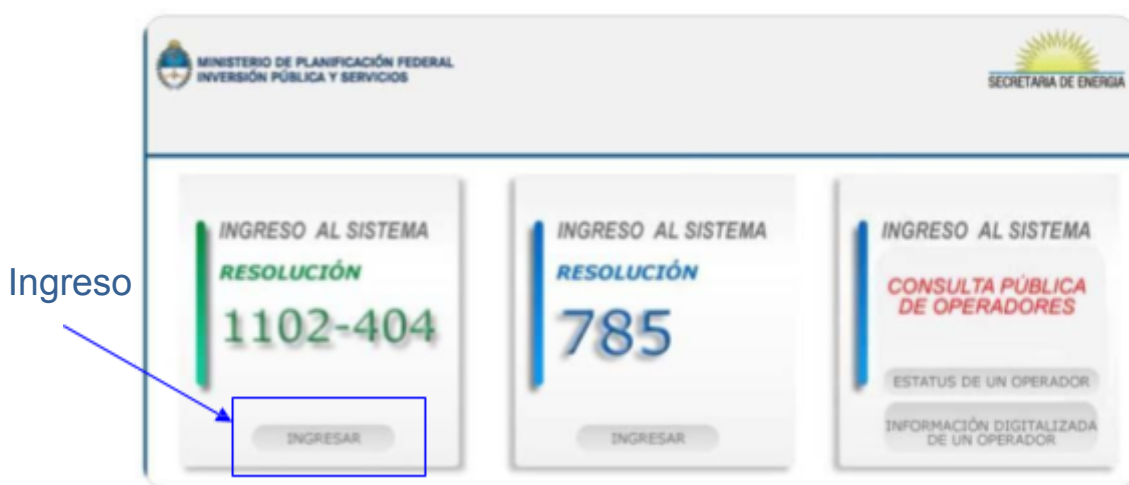 MINISTERIO DE PLANIFICACIÓN FEDERAL
INVERSIÓN PÚBLICA Y SERVICIOS
SECRETARIA DE ENERGIA
Ingreso
INGRESO AL SISTEMA
RESOLUCIÓN
1102-404
INGRESAR
INGRESO AL SISTEMA
RESOLUCIÓN
785
INGRESAR
INGRESO AL SISTEMA
CONSULTA PÚBLICA
DE OPERADORES
ESTATUS DE UN OPERADOR
INFORMACIÓN DIGITALIZADA
DE UN OPERADOR